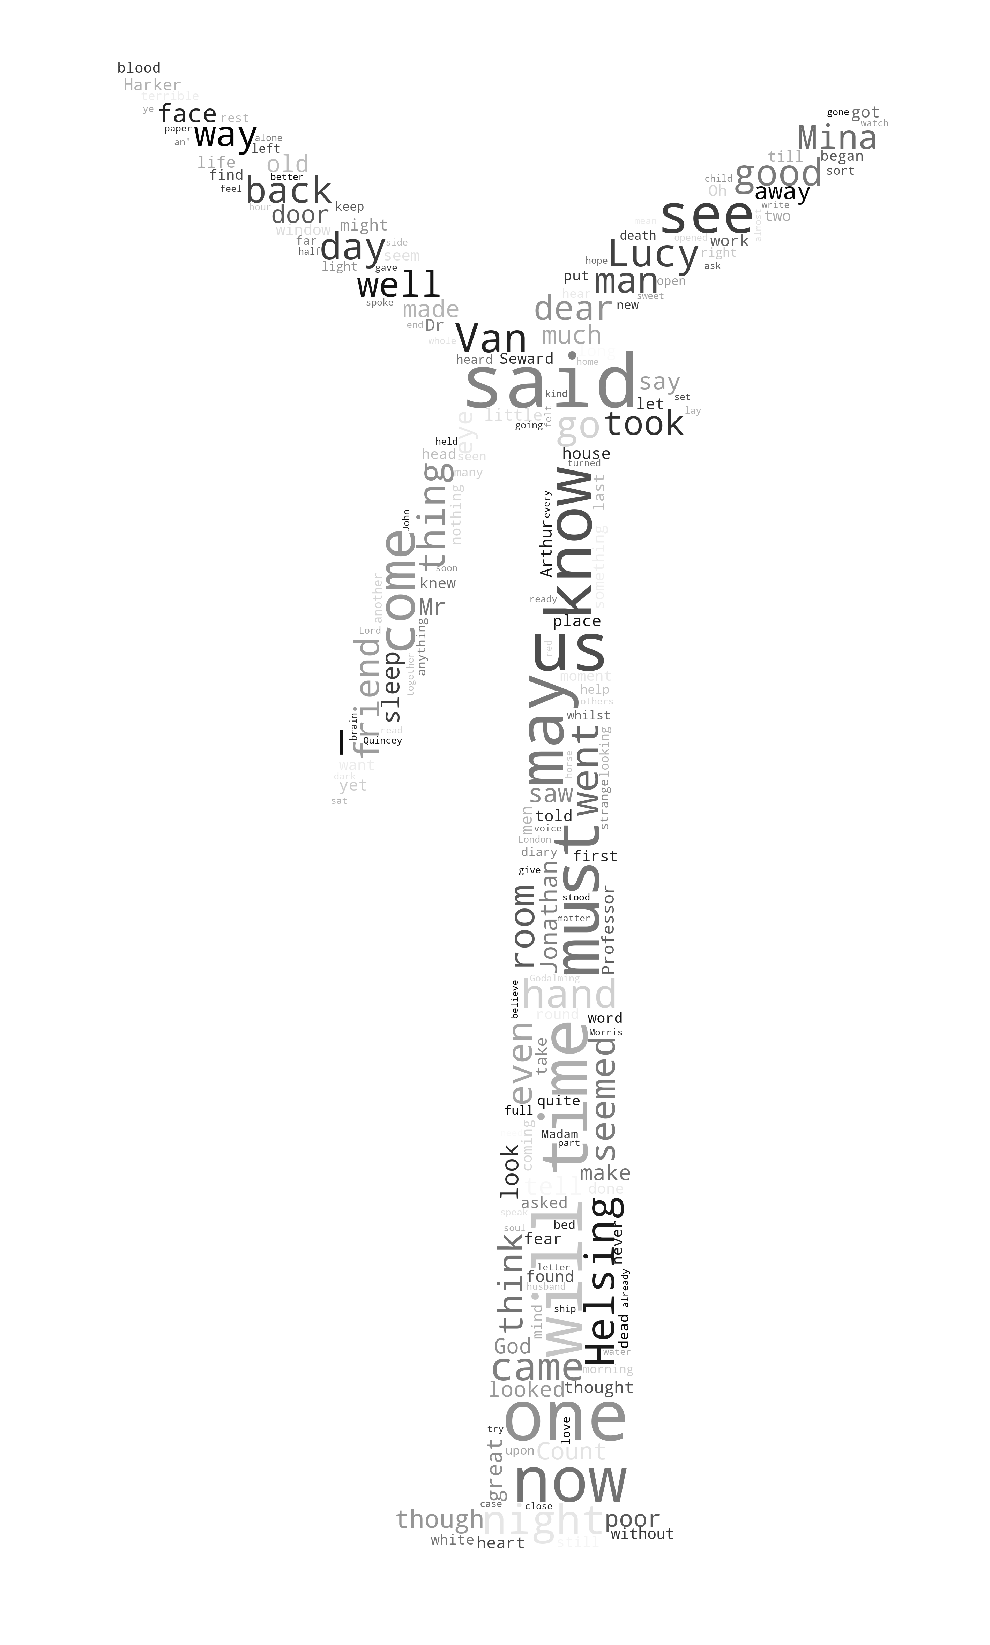 blood
Harker
terrible
ye face rest
paper way alone
an' left
life old
find better
feel back
hour door keep
window might
far day side
half seem
light gave
well
spoke made
end Dr
whole Van
heard Seward
gone got
watch
Mina
till began
good sort
child Oh away
write
see two
mean almost
death opened work
Lucy right
hope ask
put man open
sweet
hear dear new
much
home
said say
kind set
let lay
little felt
going go took
eye
held house
head seen turned
many
thing know last
nothing every
John Arthur something
come
soon
knew ready
another Mr place
Lord us
anything red
friend sleep together moment
may help
others
whilst
brain road
I Quincey went looking
want horse
dark strange
yet saw
sat men told
voice
London must
diary first
give
room Jonathan stood
matter Professor
Godalming
believe hand
round word
Morris
even time seemed
take
full quite
coming Madam
part
look make
tell done
asked
speak will Helsing
soul bed never
fear
think letter
found already
husband
mind ship dead
God water
came morning
looked thought
one
try love
upon Count
great now
case close
though night poor
without
white heart still